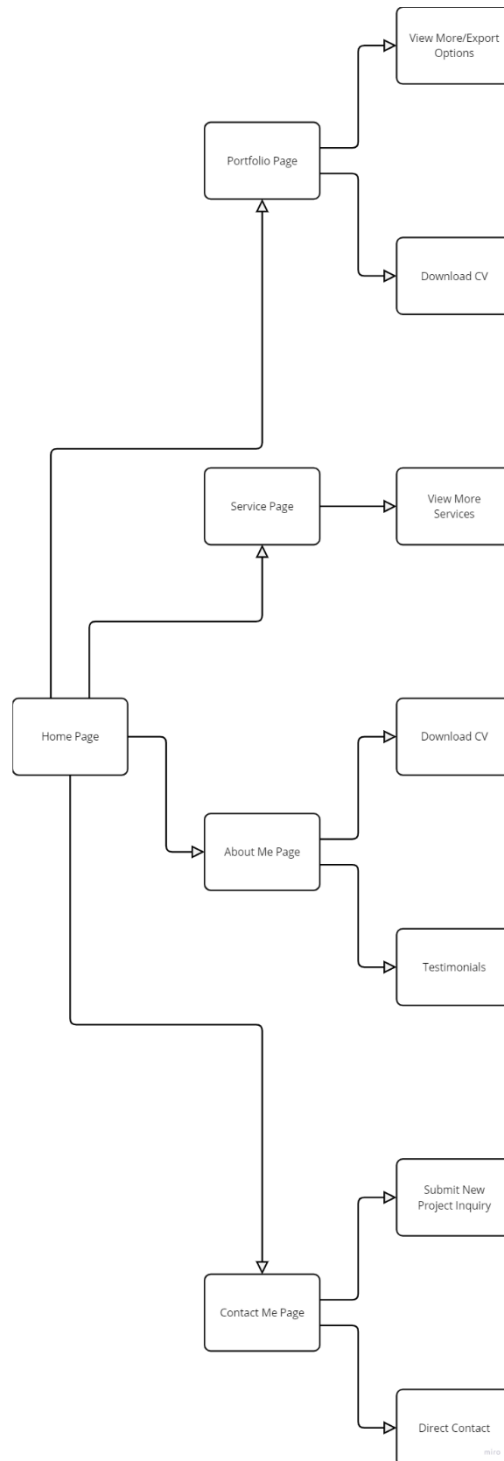 View More/Export
Options
Portfolio Page
Download CV
Service Page
View More
Services
Home Page
Download CV
About Me Page
Testimonials
Submit New
Project Inquiry
Contact Me Page
Direct Contact
miro